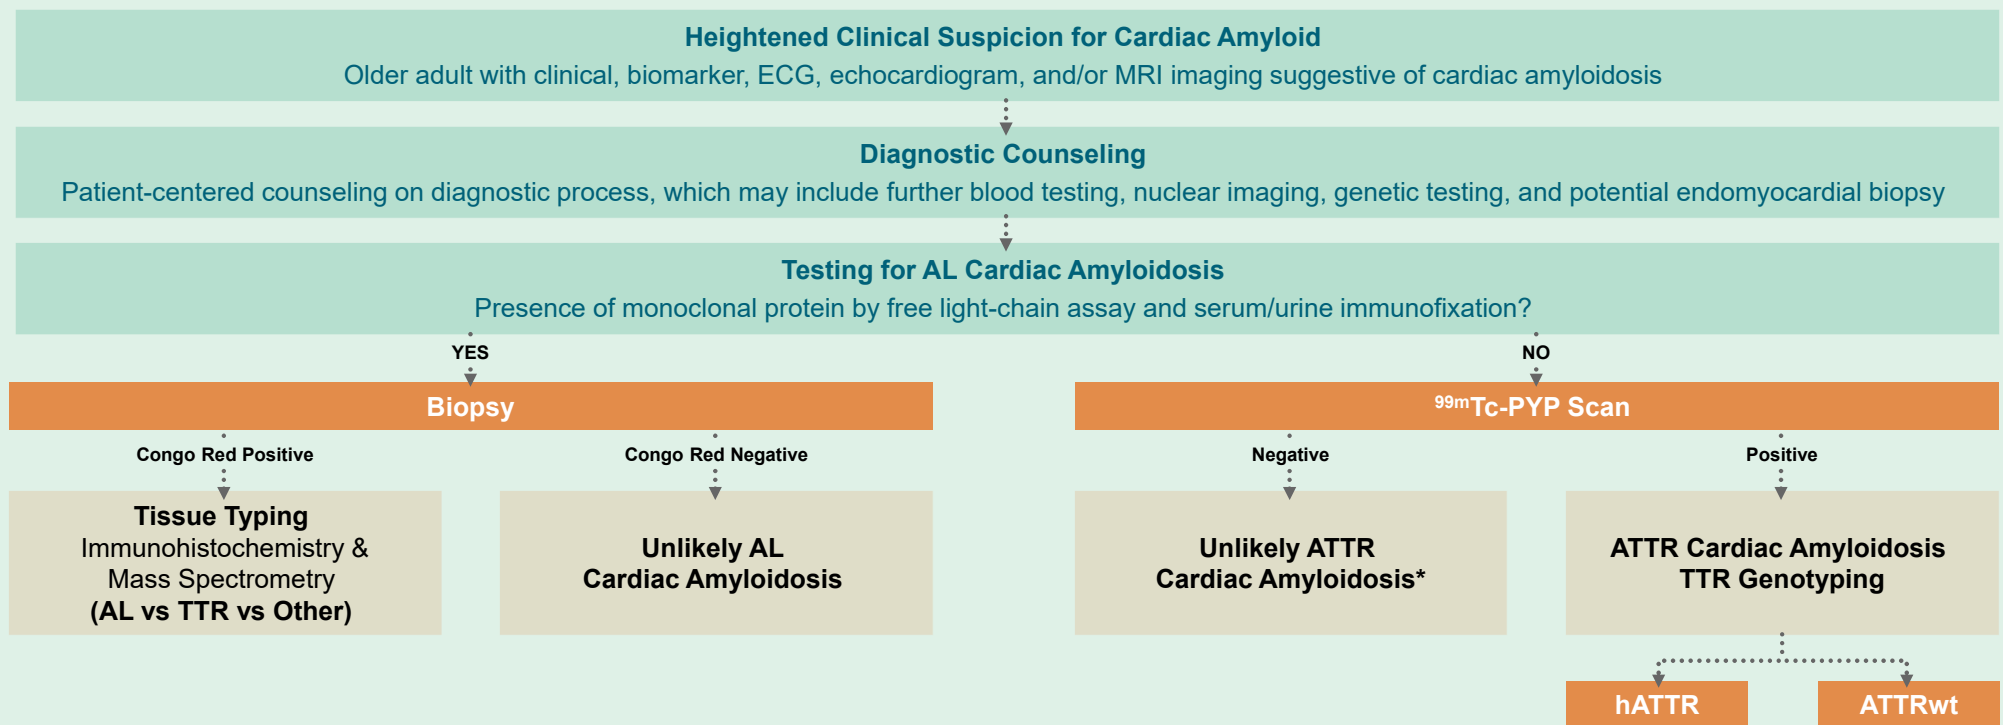 Heightened Clinical Suspicion for Cardiac Amyloid
Older adult with clinical, biomarker, ECG, echocardiogram, and/or MRI imaging suggestive of cardiac amyloidosis
Diagnostic Counseling
Patient-centered counseling on diagnostic process, which may include further blood testing, nuclear imaging, genetic testing, and potential endomyocardial biopsy
Testing for AL Cardiac Amyloidosis
Presence of monoclonal protein by free light-chain assay and serum/urine immunofixation?
YES
NO
Biopsy
99mTc-PYP Scan
Congo Red Positive
Congo Red Negative
Negative
Positive
Tissue Typing
Immunohistochemistry &
Mass Spectrometry
(AL vs TTR vs Other)
Unlikely AL
Cardiac Amyloidosis
Unlikely ATTR
Cardiac Amyloidosis*
ATTR Cardiac Amyloidosis
TTR Genotyping
hATTR
ATTRwt